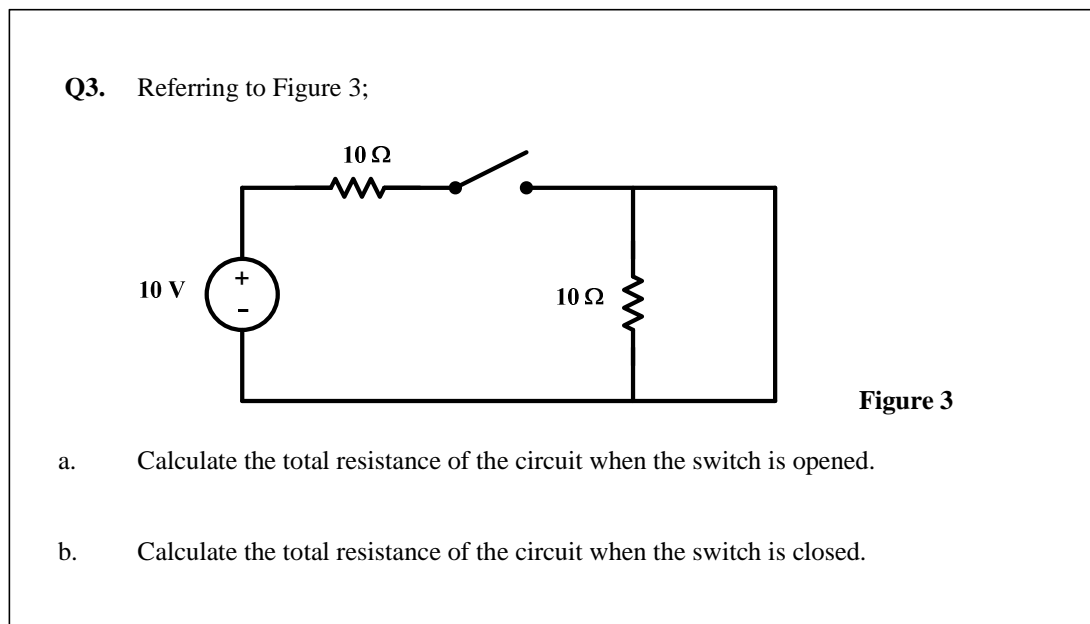 Q3. Referring to Figure 3;
10 Ω
10 V
+
-
10 Ω
Figure 3
a. Calculate the total resistance of the circuit when the switch is opened.
b. Calculate the total resistance of the circuit when the switch is closed.